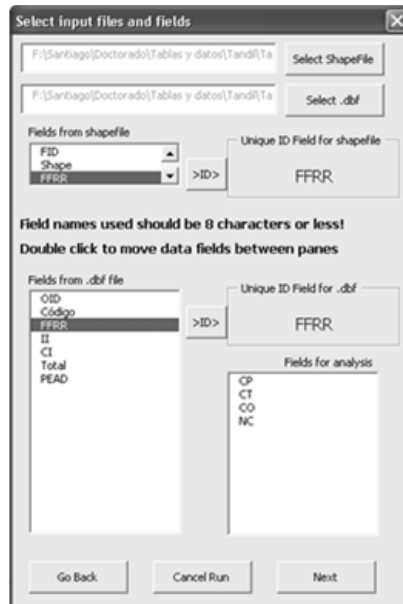 Select input files and fields
F:\Santiago\Doctorado\Tablas y datos\Tandil\Ta
Select ShapeFile
F:\Santiago\Doctorado\Tablas y datos\Tandil\Ta
Select .dbf
Fields from shapefile
FID
Shape
FFRR
>ID>
Unique ID Field for shapefile
FFRR
Field names used should be 8 characters or less!
Double click to move data fields between panes
Fields from .dbf file
OID
Código
FFRR
II
CI
Total
PEAD
>ID>
Unique ID Field for .dbf
FFRR
Fields for analysis
CP
CT
CO
NC
Go Back
Cancel Run
Next